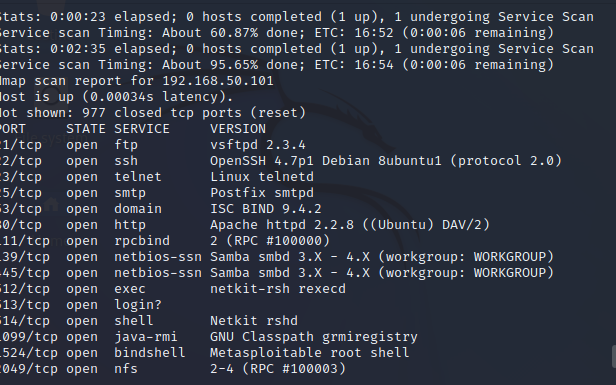 Stats: 0:00:23 elapsed; 0 hosts completed (1 up), 1 undergoing Service Scan
Service scan Timing: About 60.87% done; ETC: 16:52 (0:00:06 remaining)
Stats: 0:02:35 elapsed; 0 hosts completed (1 up), 1 undergoing Service Scan
Service scan Timing: About 95.65% done; ETC: 16:54 (0:00:06 remaining)
Nmap scan report for 192.168.50.101
Host is up (0.00034s latency).
Not shown: 977 closed tcp ports (reset)
PORT STATE SERVICE VERSION
21/tcp open ftp vsftpd 2.3.4
22/tcp open ssh OpenSSH 4.7p1 Debian 8ubuntu1 (protocol 2.0)
23/tcp open telnet Linux telnetd
25/tcp open smtp Postfix smtpd
53/tcp open domain ISC BIND 9.4.2
80/tcp open http Apache httpd 2.2.8 ((Ubuntu) DAV/2)
111/tcp open rpcbind 2 (RPC #100000)
139/tcp open netbios-ssn Samba smbd 3.X - 4.X (workgroup: WORKGROUP)
445/tcp open netbios-ssn Samba smbd 3.X - 4.X (workgroup: WORKGROUP)
512/tcp open exec netkit-rsh rexecd
513/tcp open login?
514/tcp open shell Netkit rshd
1099/tcp open java-rmi GNU Classpath grmiregistry
1524/tcp open bindshell Metasploitable root shell
2049/tcp open nfs 2-4 (RPC #100003)